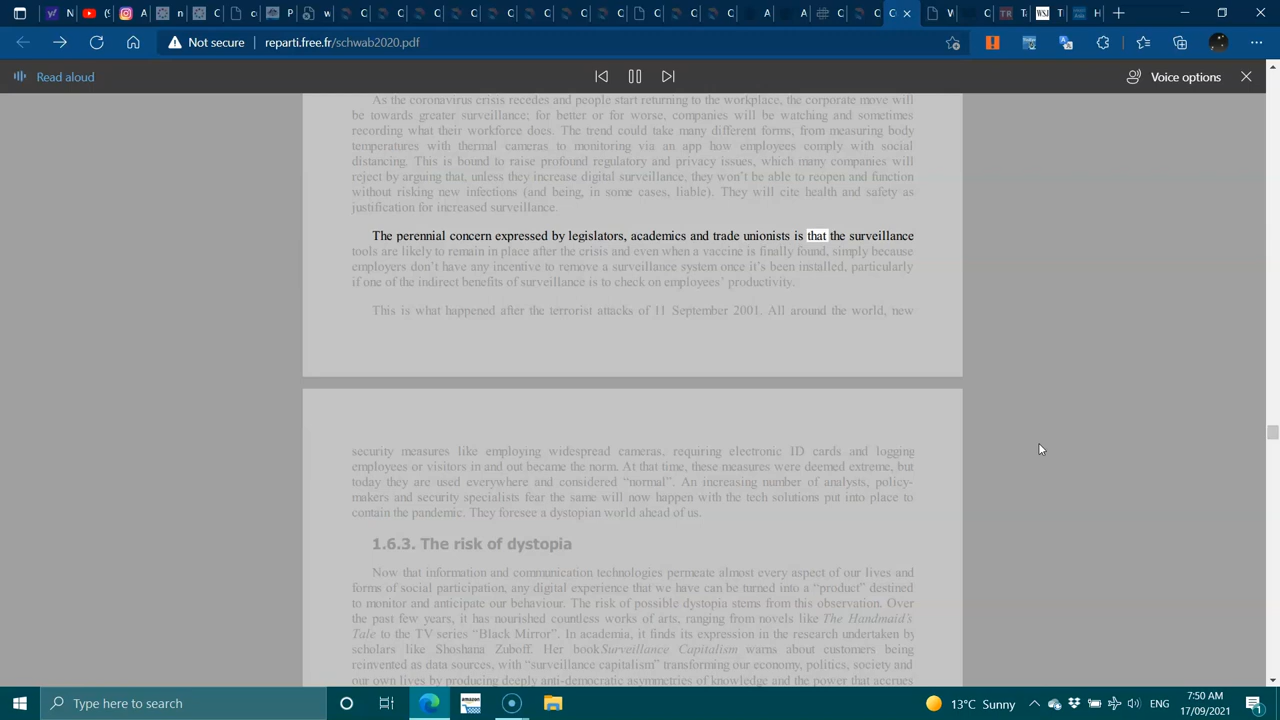 Not secure
reparti.free.fr/schwab2020.pdf
Read aloud
Voice options
As the coronavirus crisis recedes and people start returning to the workplace, the corporate move will
be towards greater surveillance; for better or for worse, companies will be watching and sometimes
recording what their workforce does. The trend could take many different forms, from measuring body
temperatures with thermal cameras to monitoring via an app how employees comply with social
distancing. This is bound to raise profound regulatory and privacy issues, which many companies will
reject by arguing that, unless they increase digital surveillance, they won't be able to reopen and function
without risking new infections (and being, in some cases, liable). They will cite health and safety as
justification for increased surveillance.
The perennial concern expressed by legislators, academics and trade unionists is that the surveillance
tools are likely to remain in place after the crisis and even when a vaccine is finally found, simply because
employers don't have any incentive to remove a surveillance system once it's been installed, particularly
if one of the indirect benefits of surveillance is to check on employees' productivity.
This is what happened after the terrorist attacks of 11 September 2001. All around the world, new
security measures like employing widespread cameras, requiring electronic ID cards and logging
employees or visitors in and out became the norm. At that time, these measures were deemed extreme, but
today they are used everywhere and considered "normal". An increasing number of analysts, policy-
makers and security specialists fear the same will now happen with the tech solutions put into place to
contain the pandemic. They foresee a dystopian world ahead of us.
1.6.3. The risk of dystopia
Now that information and communication technologies permeate almost every aspect of our lives and
forms of social participation, any digital experience that we have can be turned into a "product" destined
to monitor and anticipate our behaviour. The risk of possible dystopia stems from this observation. Over
the past few years, it has nourished countless works of arts, ranging from novels like The Handmaid's
Tale to the TV series "Black Mirror". In academia, it finds its expression in the research undertaken by
scholars like Shoshana Zuboff. Her book Surveillance Capitalism warns about customers being
reinvented as data sources, with "surveillance capitalism" transforming our economy, politics, society and
our own lives by producing deeply anti-democratic asymmetries of knowledge and the power that accrues
Type here to search
amazon
13°C Sunny
ENG
7:50 AM
17/09/2021